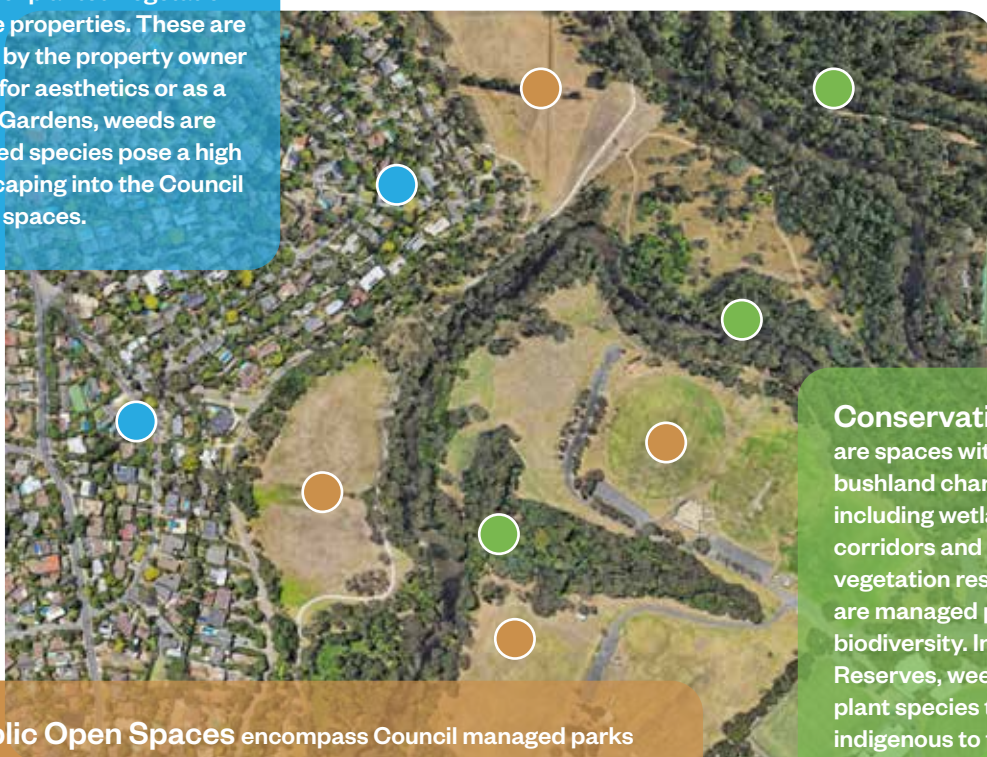 e properties. These are
by the property owner
for aesthetics or as a
Gardens, weeds are
ed species pose a high
caping into the Council
spaces.
Conservati
are spaces wit
bushland char
including wetla
corridors and
vegetation res
are managed p
biodiversity. In
Reserves, wee
plant species t
indigenous to
lic Open Spaces encompass Council managed parks